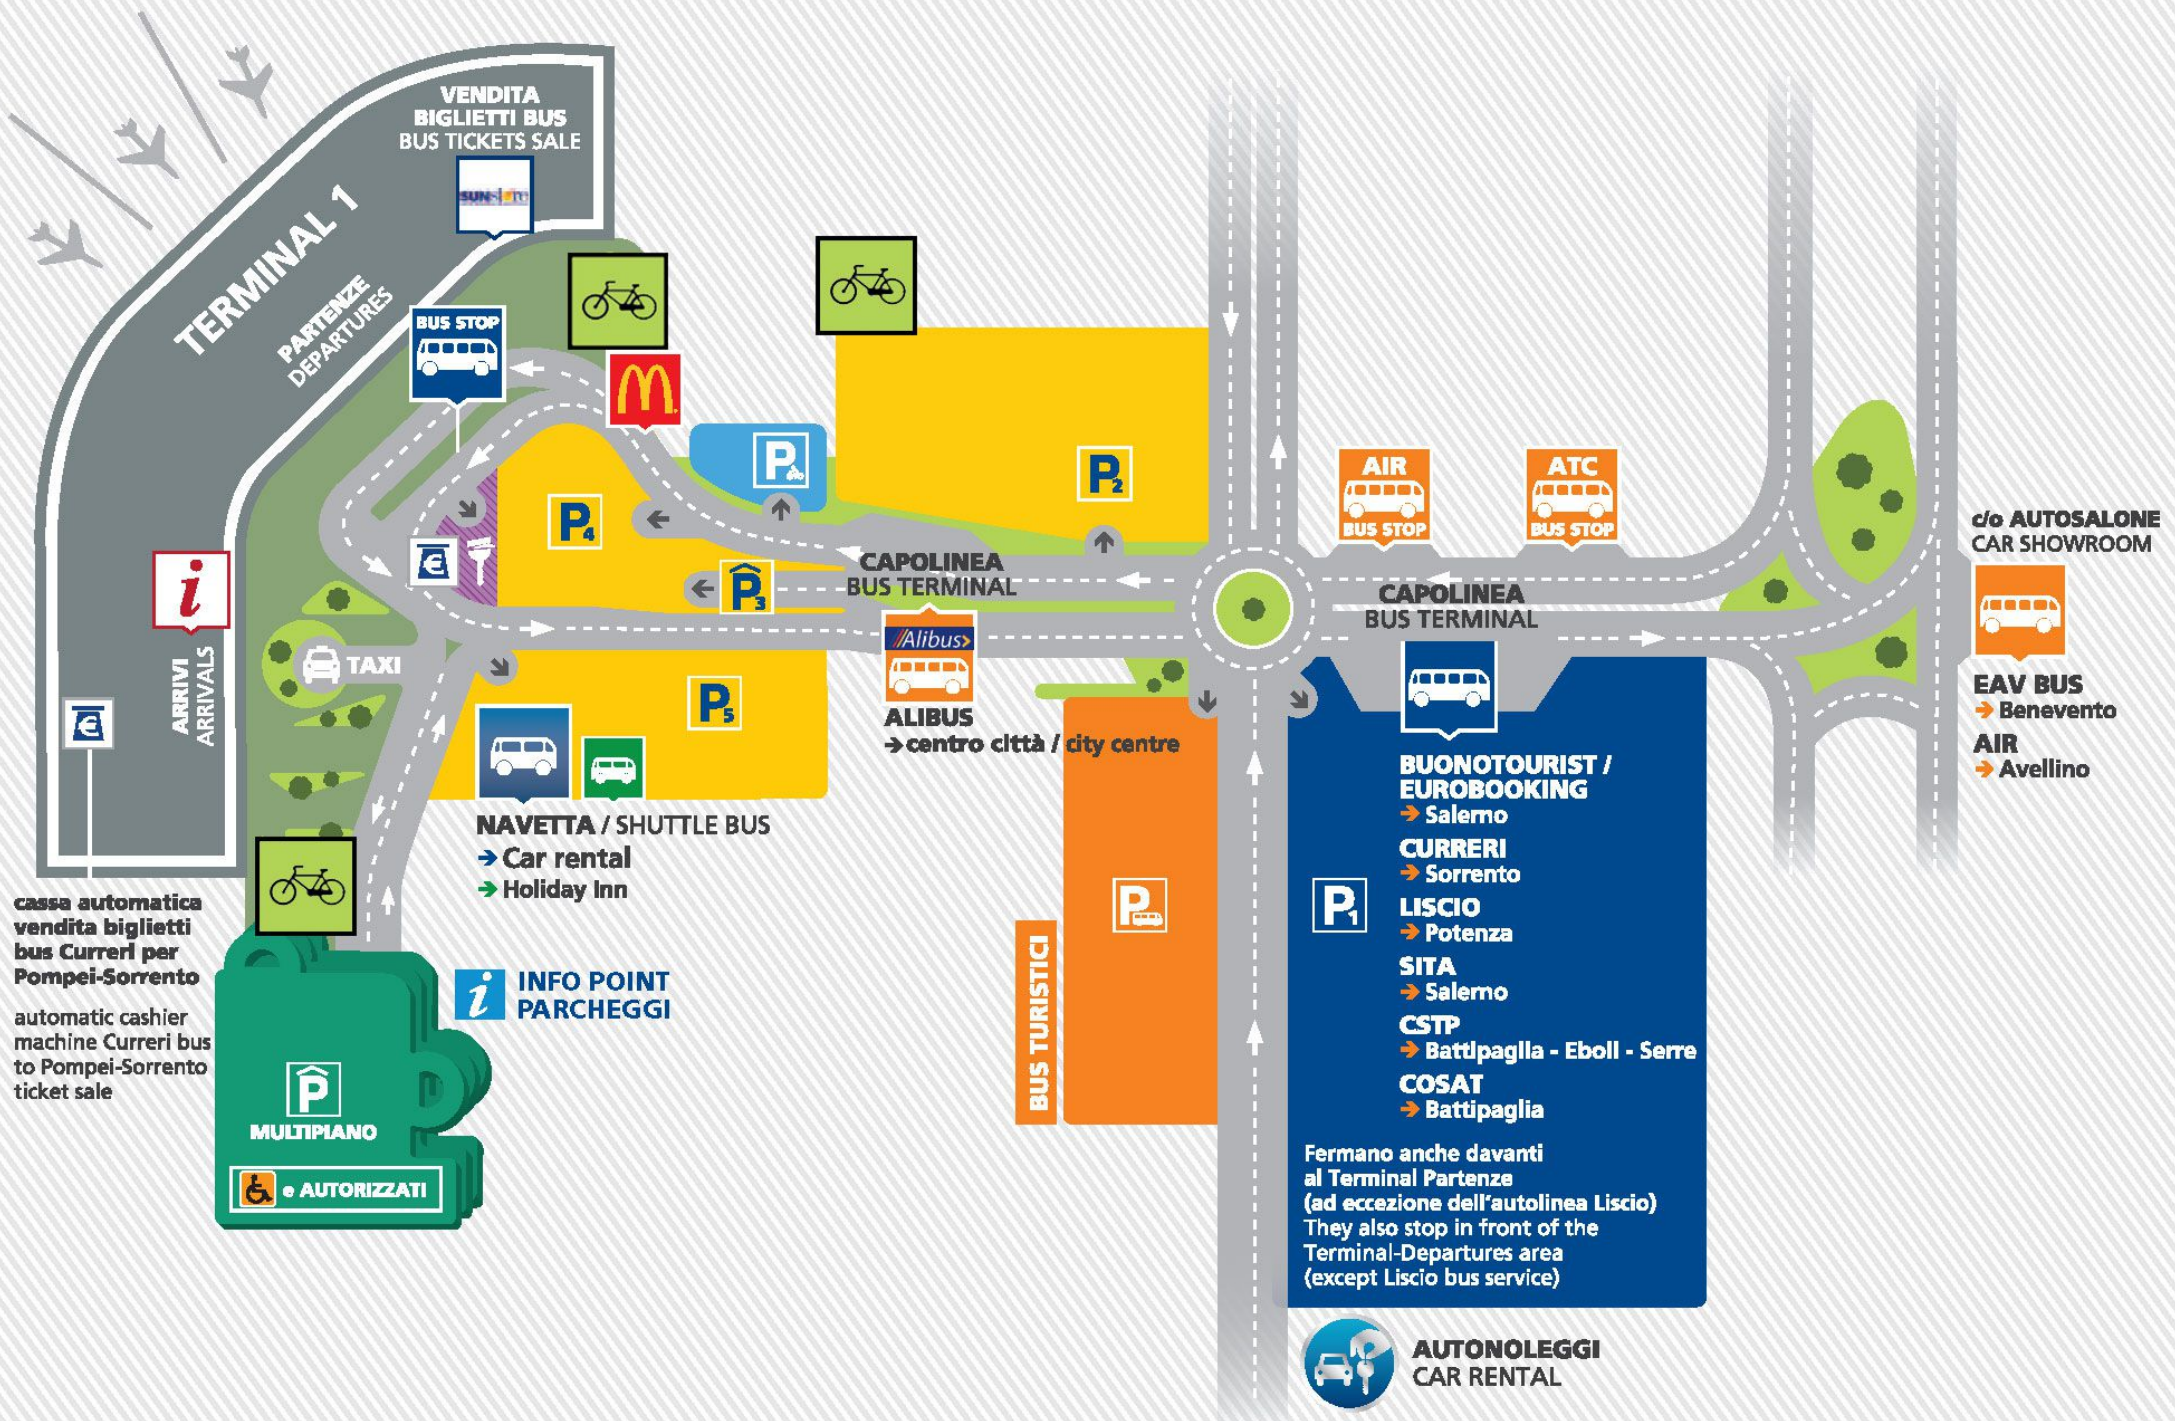 VENDITA
BIGLIETTI BUS
BUS TICKETS SALE
TERMINAL 1
PARTENZE
DEPARTURES
BUS STOP
P
P2
P4
P3
CAPOLINEA
BUS TERMINAL
AIR
BUS STOP
ATC
BUS STOP
c/o AUTOSALONE
CAR SHOWROOM
CAPOLINEA
BUS TERMINAL
//Alibus>
i
ARRIVI
ARRIVALS
TAXI
P5
ALIBUS
→ centro città / city centre
EAV BUS
→ Benevento
AIR
→ Avellino
NAVETTA / SHUTTLE BUS
→ Car rental
→ Holiday Inn
BUONOTOURIST /
EUROBOOKING
→ Salerno
CURRERI
→ Sorrento
LISCIO
→ Potenza
SITA
→ Salerno
CSTP
→ Battipaglia - Eboli - Serre
COSAT
→ Battipaglia
P
P1
BUS TURISTICI
Fermano anche davanti
al Terminal Partenze
(ad eccezione dell'autolinea Liscio)
They also stop in front of the
Terminal-Departures area
(except Liscio bus service)
cassa automatica
vendita biglietti
bus Curreri per
Pompei-Sorrento
automatic cashier
machine Curreri bus
to Pompei-Sorrento
ticket sale
i
INFO POINT
PARCHEGGI
P
MULTIPIANO
e AUTORIZZATI
AUTONOLEGGI
CAR RENTAL